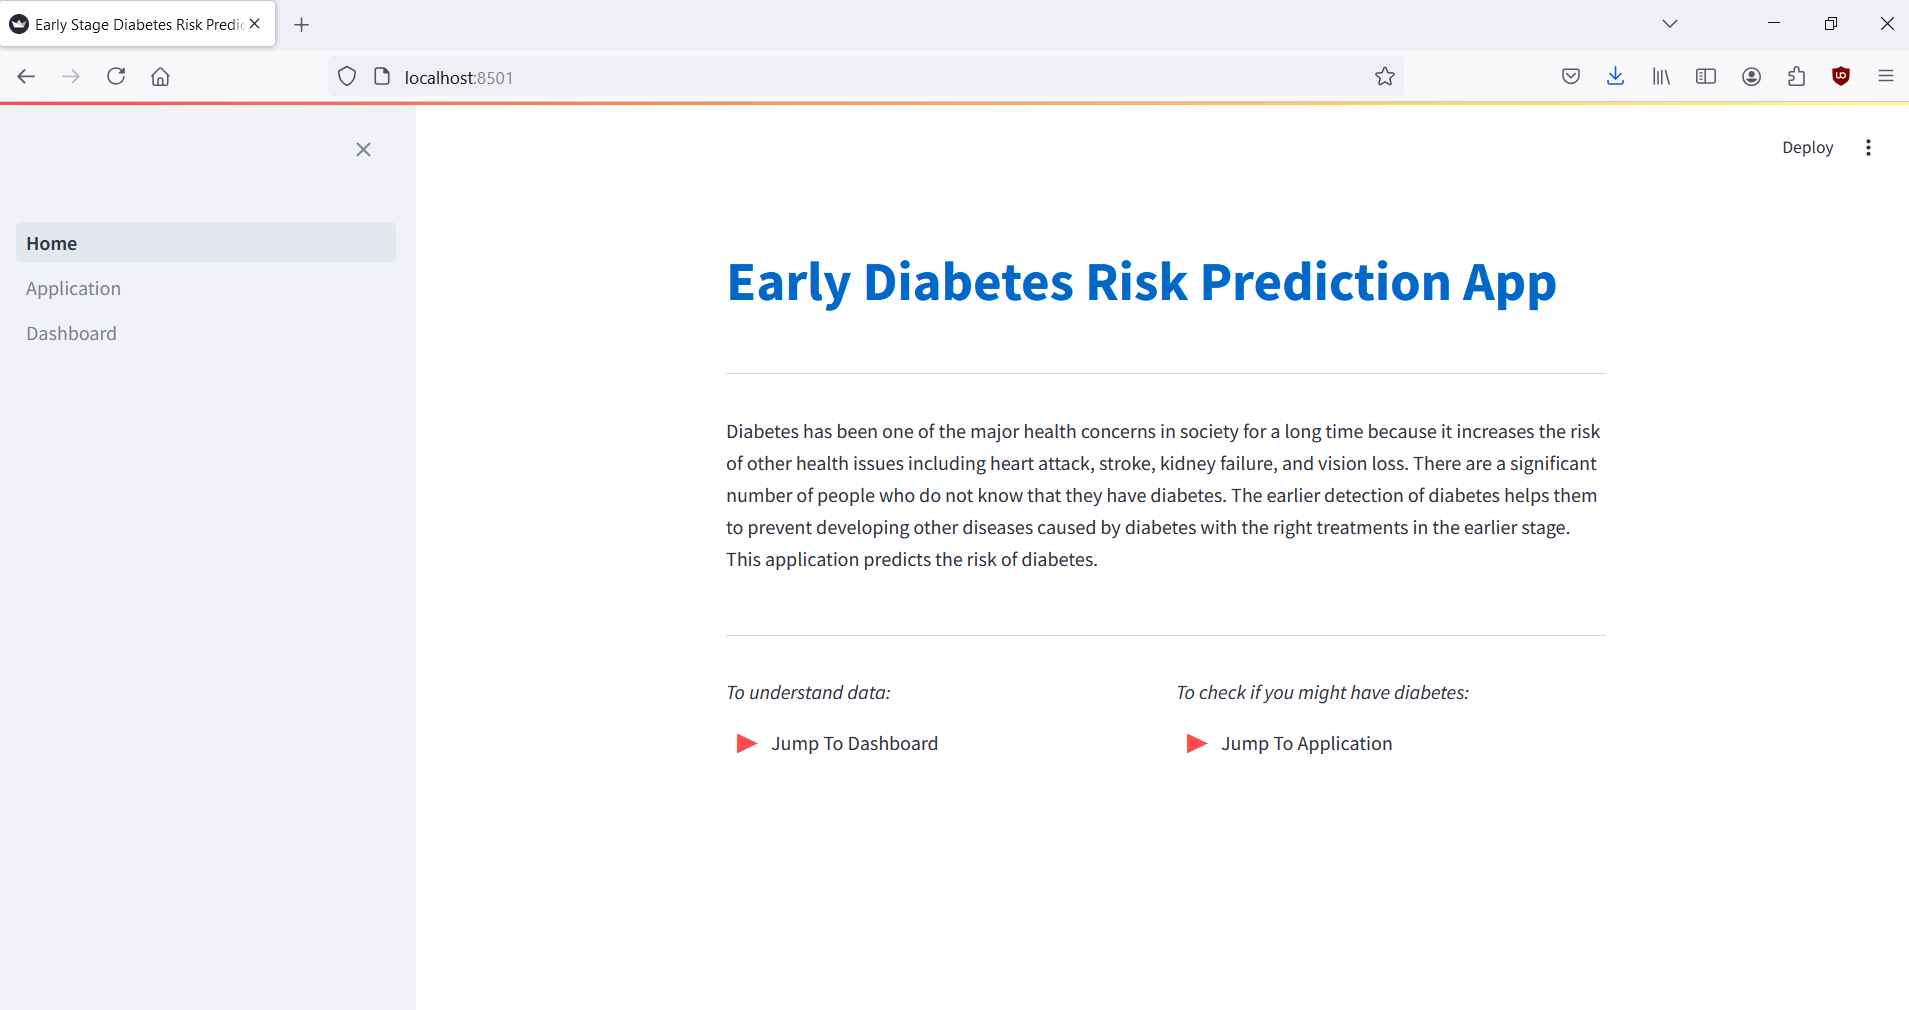 Early Stage Diabetes Risk Predic
localhost:8501
Deploy
Home
Application
Dashboard
Early Diabetes Risk Prediction App
Diabetes has been one of the major health concerns in society for a long time because it increases the risk
of other health issues including heart attack, stroke, kidney failure, and vision loss. There are a significant
number of people who do not know that they have diabetes. The earlier detection of diabetes helps them
to prevent developing other diseases caused by diabetes with the right treatments in the earlier stage.
This application predicts the risk of diabetes.
To understand data:
Jump To Dashboard
To check if you might have diabetes:
Jump To Application